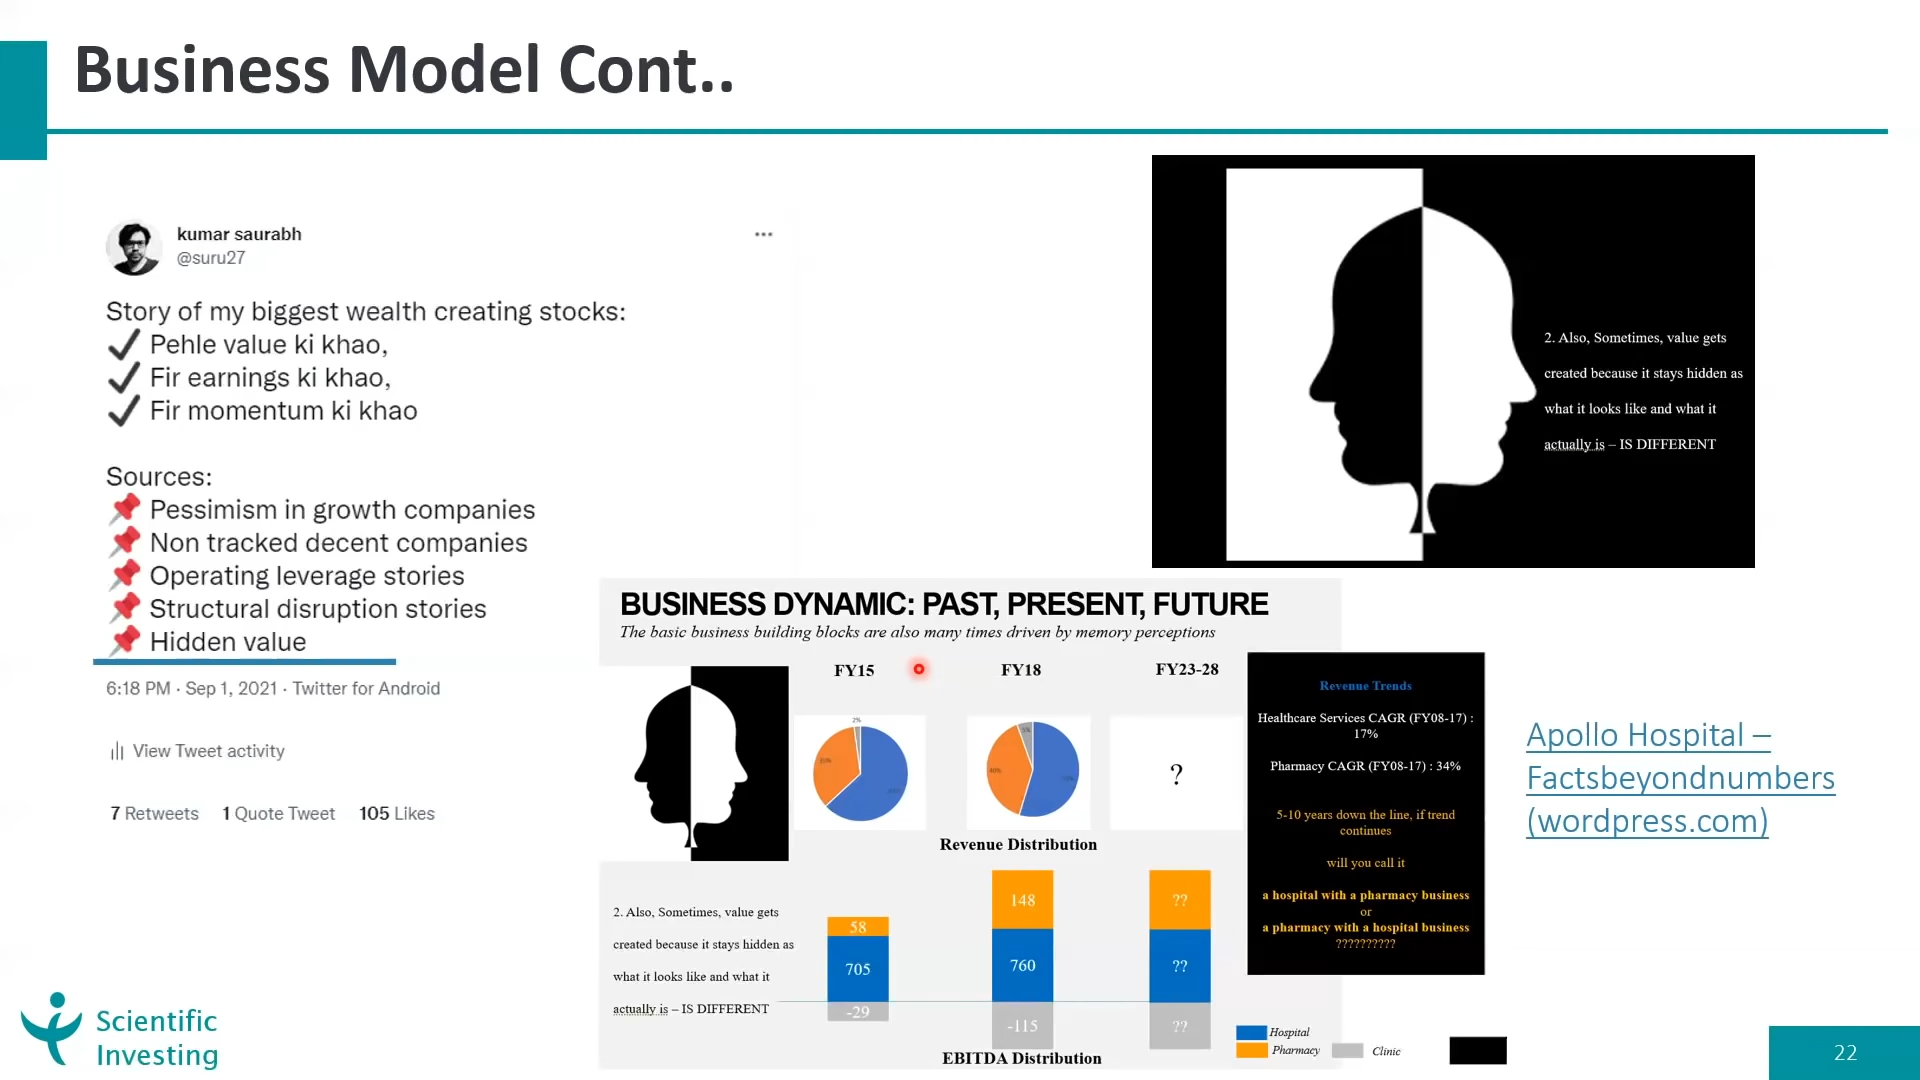 Business Model Cont..
kumar saurabh
@suru27
Story of my biggest wealth creating stocks:
Pehle value ki khao,
Fir earnings ki khao,
Fir momentum ki khao
Sources:
Pessimism in growth companies
Non tracked decent companies
Operating leverage stories
Structural disruption stories
Hidden value
6:18 PM · Sep 1, 2021 · Twitter for Android
View Tweet activity
7 Retweets 1 Quote Tweet 105 Likes
2. Also, Sometimes, value gets
created because it stays hidden as
what it looks like and what it
actually is – IS DIFFERENT
BUSINESS DYNAMIC: PAST, PRESENT, FUTURE
The basic business building blocks are also many times driven by memory perceptions
FY15 FY18 FY23-28
2%
?
Revenue Distribution
2. Also, Sometimes, value gets
created because it stays hidden as
what it looks like and what it
actually is – IS DIFFERENT
58
705
-29
148
760
-115
??
??
??
EBITDA Distribution
Hospital
Pharmacy
Clinic
Revenue Trends
Healthcare Services CAGR (FY08-17) :
17%
Pharmacy CAGR (FY08-17) : 34%
5-10 years down the line, if trend
continues
will you call it
a hospital with a pharmacy business
or
a pharmacy with a hospital business
??????????
Apollo Hospital –
Factsbeyondnumbers
(wordpress.com)
Scientific
Investing
22